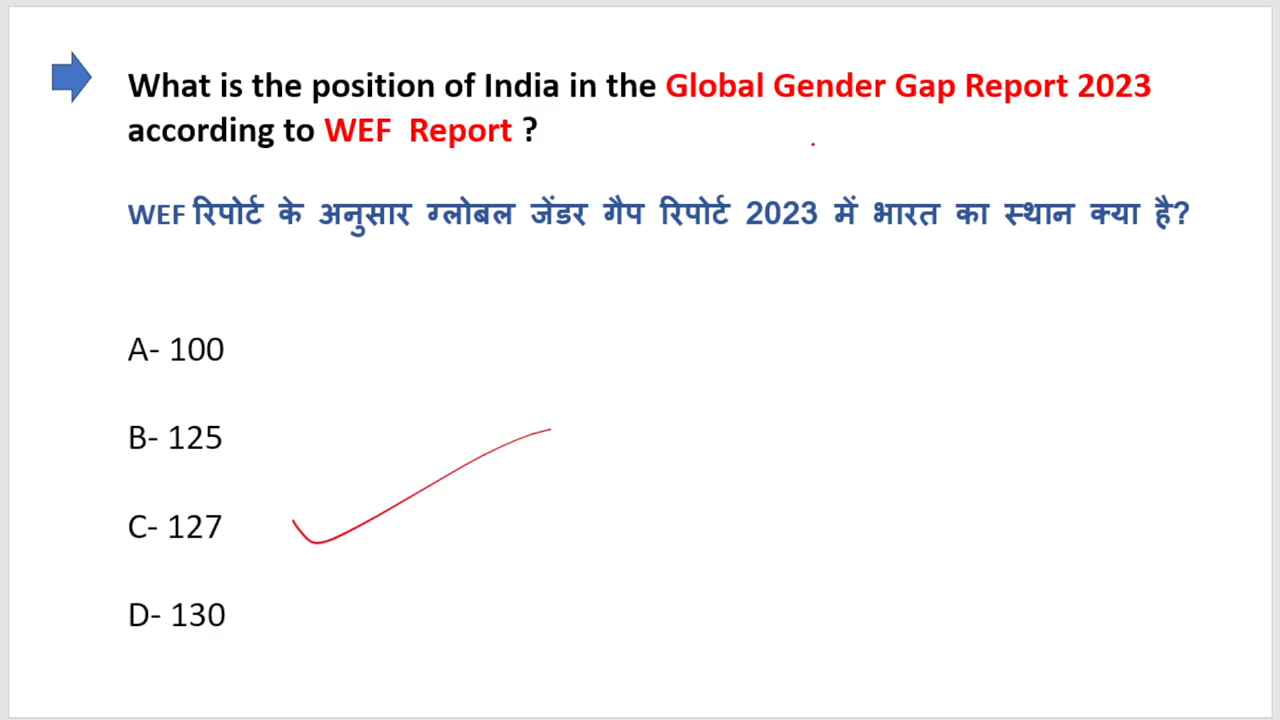 What is the position of India in the Global Gender Gap Report 2023
according to WEF Report ?
WEF रिपोर्ट के अनुसार ग्लोबल जेंडर गैप रिपोर्ट 2023 में भारत का स्थान क्या है?
A- 100
B- 125
C- 127
D- 130